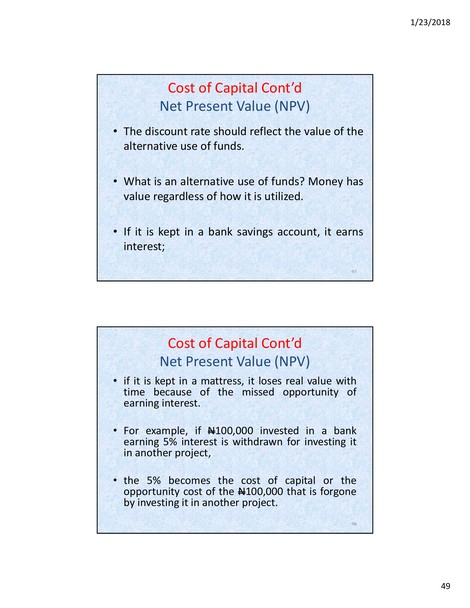 1/23/2018
Cost of Capital Cont’d
Net Present Value (NPV)
• The discount rate should reflect the value of the
alternative use of funds.
• What is an alternative use of funds? Money has
value regardless of how it is utilized.
• If it is kept in a bank savings account, it earns
interest;
Cost of Capital Cont’d
Net Present Value (NPV)
• if it is kept in a mattress, it loses real value with
time because of the missed opportunity of
earning interest.
• For example, if ₦100,000 invested in a bank
earning 5% interest is withdrawn for investing it
in another project,
• the 5% becomes the cost of capital or the
opportunity cost of the ₦100,000 that is forgone
by investing it in another project.
49